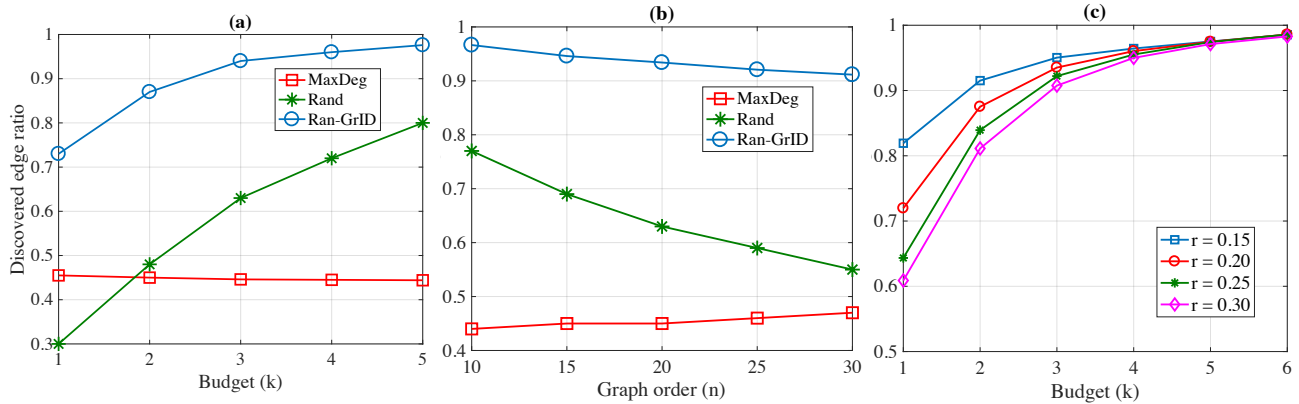 (a)
Discovered edge ratio
1
0.9
0.8
0.7
0.6
0.5
0.4
0.3
MaxDeg
Rand
Ran-GrID
1 2 3 4 5
Budget (k)
(b)
1
0.9
0.8
0.7
0.6
0.5
0.4
MaxDeg
Rand
Ran-GrID
10 15 20 25 30
Graph order (n)
(c)
1
0.9
0.8
0.7
0.6
0.5
r = 0.15
r = 0.20
r = 0.25
r = 0.30
1 2 3 4 5 6
Budget (k)